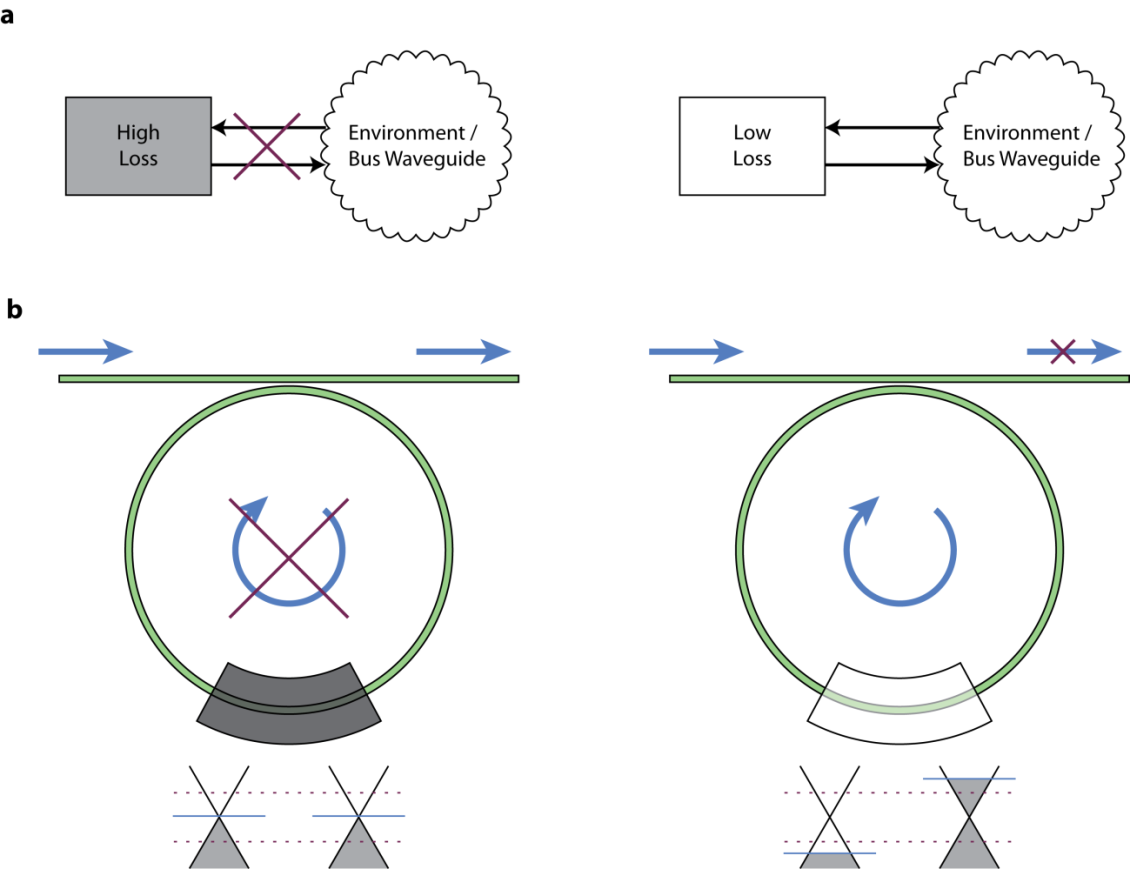 a
High
Loss
Environment /
Bus Waveguide
Low
Loss
Environment /
Bus Waveguide
b